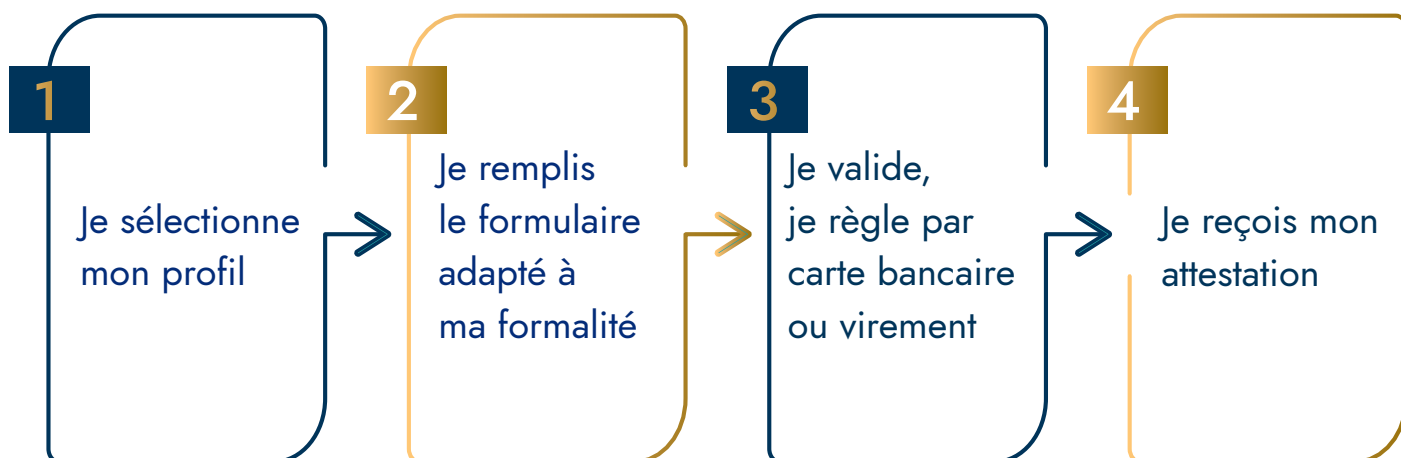 1
Je sélectionne
mon profil
2
Je remplis
le formulaire
adapté à
ma formalité
3
Je valide,
je règle par
carte bancaire
ou virement
4
Je reçois mon
attestation